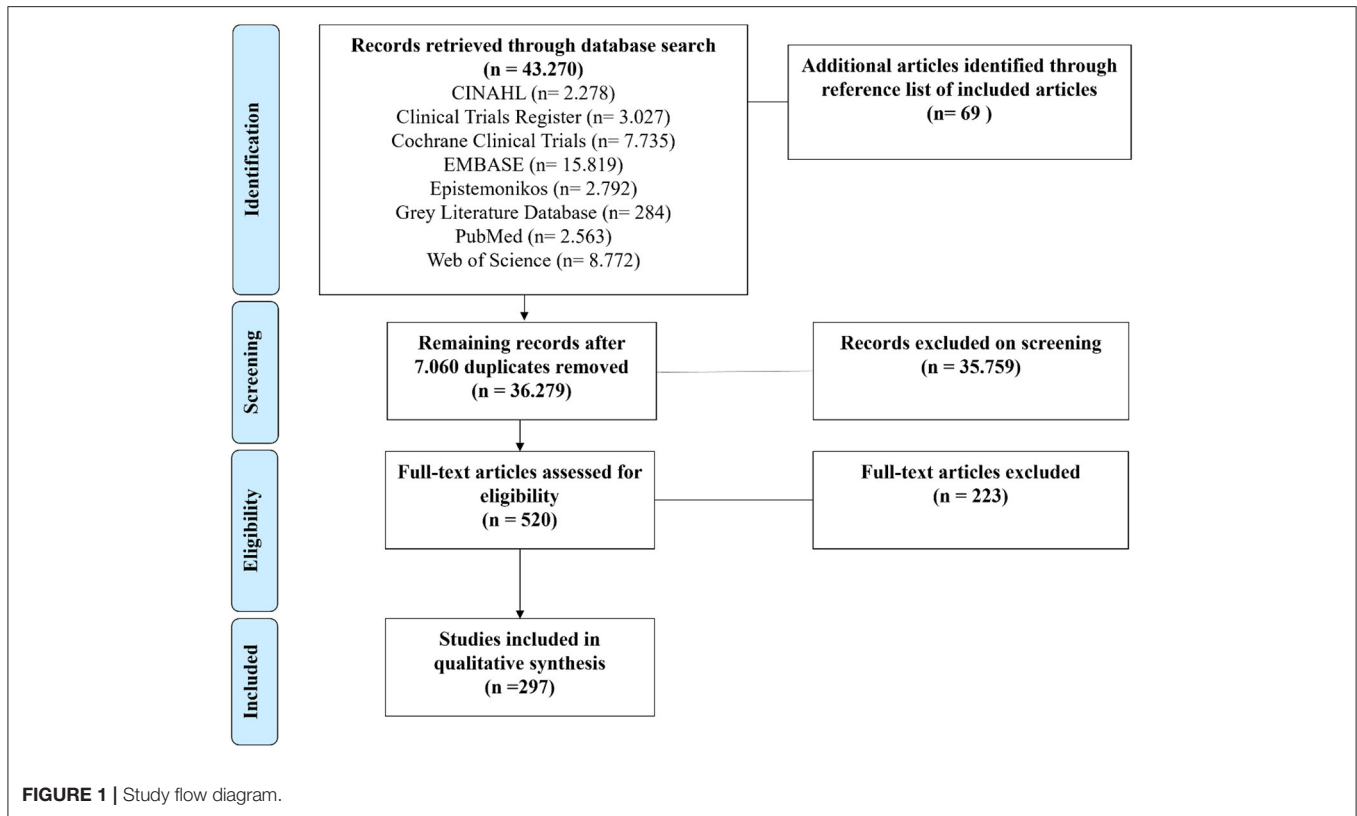 Identification
Records retrieved through database search
(n = 43.270)
CINAHL (n= 2.278)
Clinical Trials Register (n= 3.027)
Cochrane Clinical Trials (n= 7.735)
EMBASE (n= 15.819)
Epistemonikos (n= 2.792)
Grey Literature Database (n= 284)
PubMed (n= 2.563)
Web of Science (n= 8.772)
Additional articles identified through
reference list of included articles
(n= 69 )
Screening
Remaining records after
7.060 duplicates removed
(n = 36.279)
Records excluded on screening
(n = 35.759)
Eligibility
Full-text articles assessed for
eligibility
(n = 520)
Full-text articles excluded
(n = 223)
Included
Studies included in
qualitative synthesis
(n =297)
FIGURE 1 | Study flow diagram.